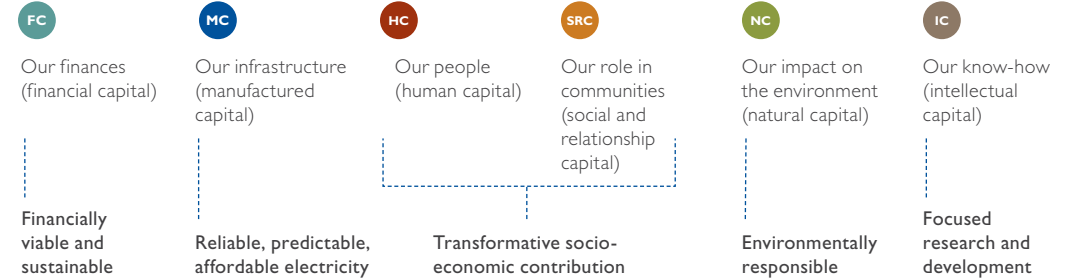 FC
Our finances
(financial capital)
Financially
viable and
sustainable
MC
Our infrastructure
(manufactured
capital)
Reliable, predictable,
affordable electricity
HC
Our people
(human capital)
SRC
Our role in
communities
(social and
relationship
capital)
Transformative socio-
economic contribution
NC
Our impact on
the environment
(natural capital)
Environmentally
responsible
IC
Our know-how
(intellectual
capital)
Focused
research and
development